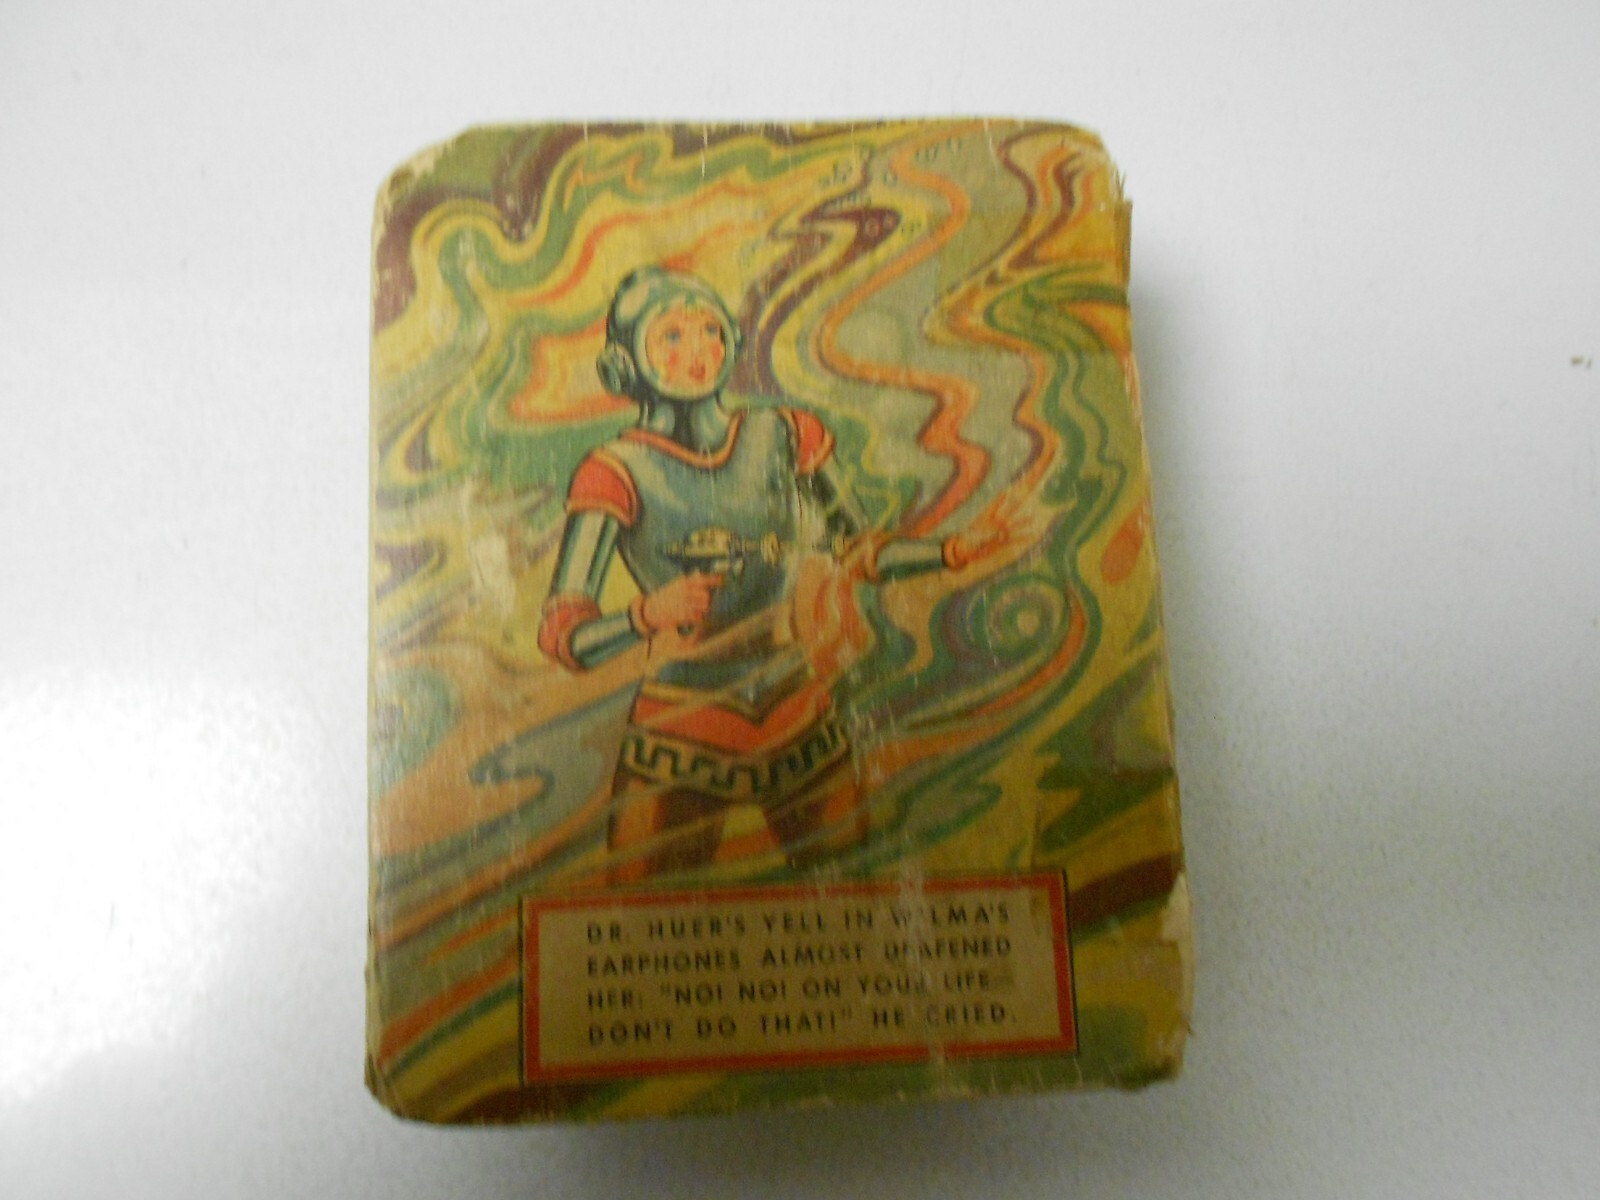 DR. HUER'S YELL IN WILMA'S
EARPHONES ALMOST DEAFENED
HER: "NO! NO! ON YOUR LIFE—
DON'T DO THAT!" HE CRIED.